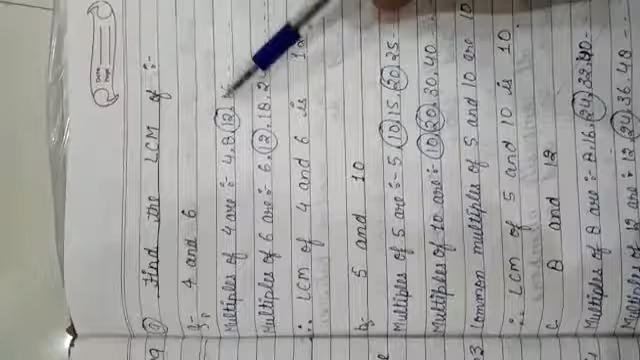 Q) Find the LCM of :-
4 and 6
Multiples of 4 are :- 4. 8. 12.
Multiples of 6 are :- 6. 12. 18. 2
∴ LCM of 4 and 6 is 12
b- 5 and 10
Multiples of 5 are :- 5 10. 15. 20. 25-
Multiples of 10 are :- 10 20. 30. 40.
Common multiples of 5 and 10 are 10
∴ LCM of 5 and 10 is 10.
c 8 and 12
Multiples of 8 are :- 8. 16. 24. 32. 40-
Multiples of 12 are :- 12 24. 36. 48 -